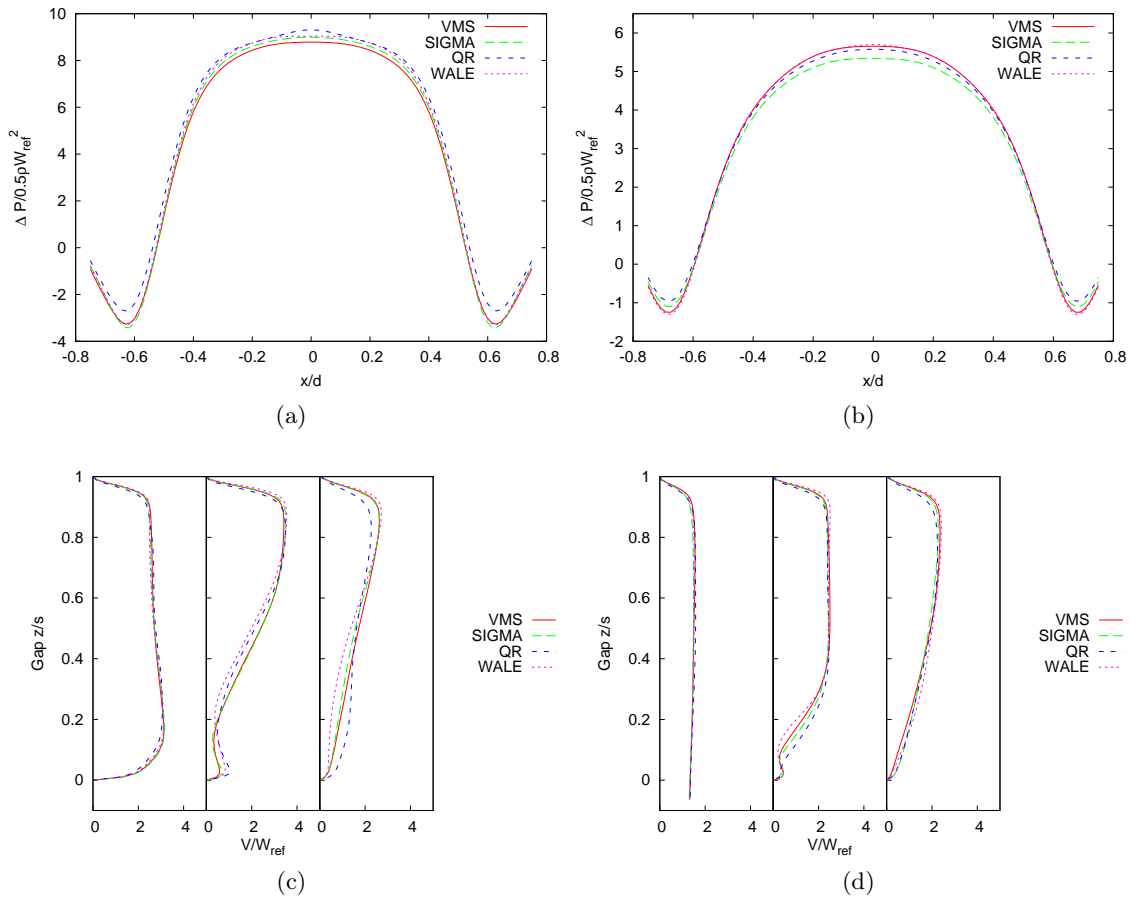 10
8
6
4
2
0
-2
-4
-0.8 -0.6 -0.4 -0.2 0 0.2 0.4 0.6 0.8
Δ P/0.5ρW_ref^2
x/d
VMS
SIGMA
QR
WALE
(a)
6
5
4
3
2
1
0
-1
-2
-0.8 -0.6 -0.4 -0.2 0 0.2 0.4 0.6 0.8
Δ P/0.5ρW_ref^2
x/d
VMS
SIGMA
QR
WALE
(b)
1
0.8
0.6
0.4
0.2
0
Gap z/s
0 2 4 0 2 4 0 2 4
V/W_ref
VMS
SIGMA
QR
WALE
(c)
1
0.8
0.6
0.4
0.2
0
Gap z/s
0 2 4 0 2 4 0 2 4
V/W_ref
VMS
SIGMA
QR
WALE
(d)